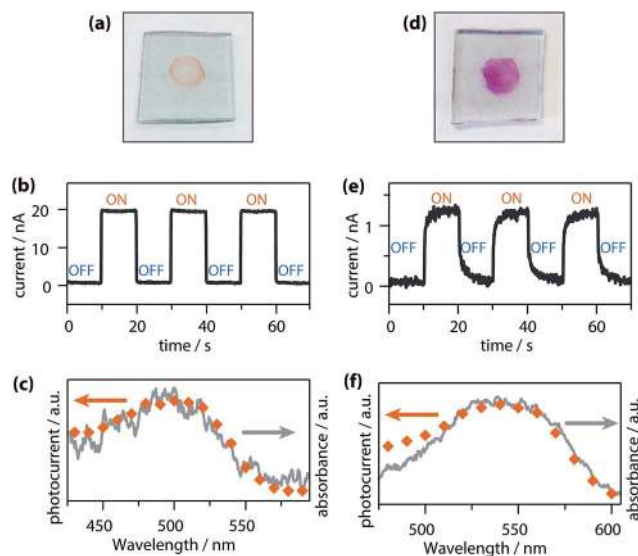 (a)
(d)
(b)
current / nA
20
10
0
ON
ON
ON
OFF
OFF
OFF
OFF
0
20
40
60
time / s
(e)
current / nA
1
0
ON
ON
ON
OFF
OFF
OFF
OFF
0
20
40
60
time / s
(c)
photocurrent / a.u.
absorbance / a.u.
450
500
550
Wavelength / nm
(f)
photocurrent / a.u.
absorbance / a.u.
500
550
600
Wavelength / nm